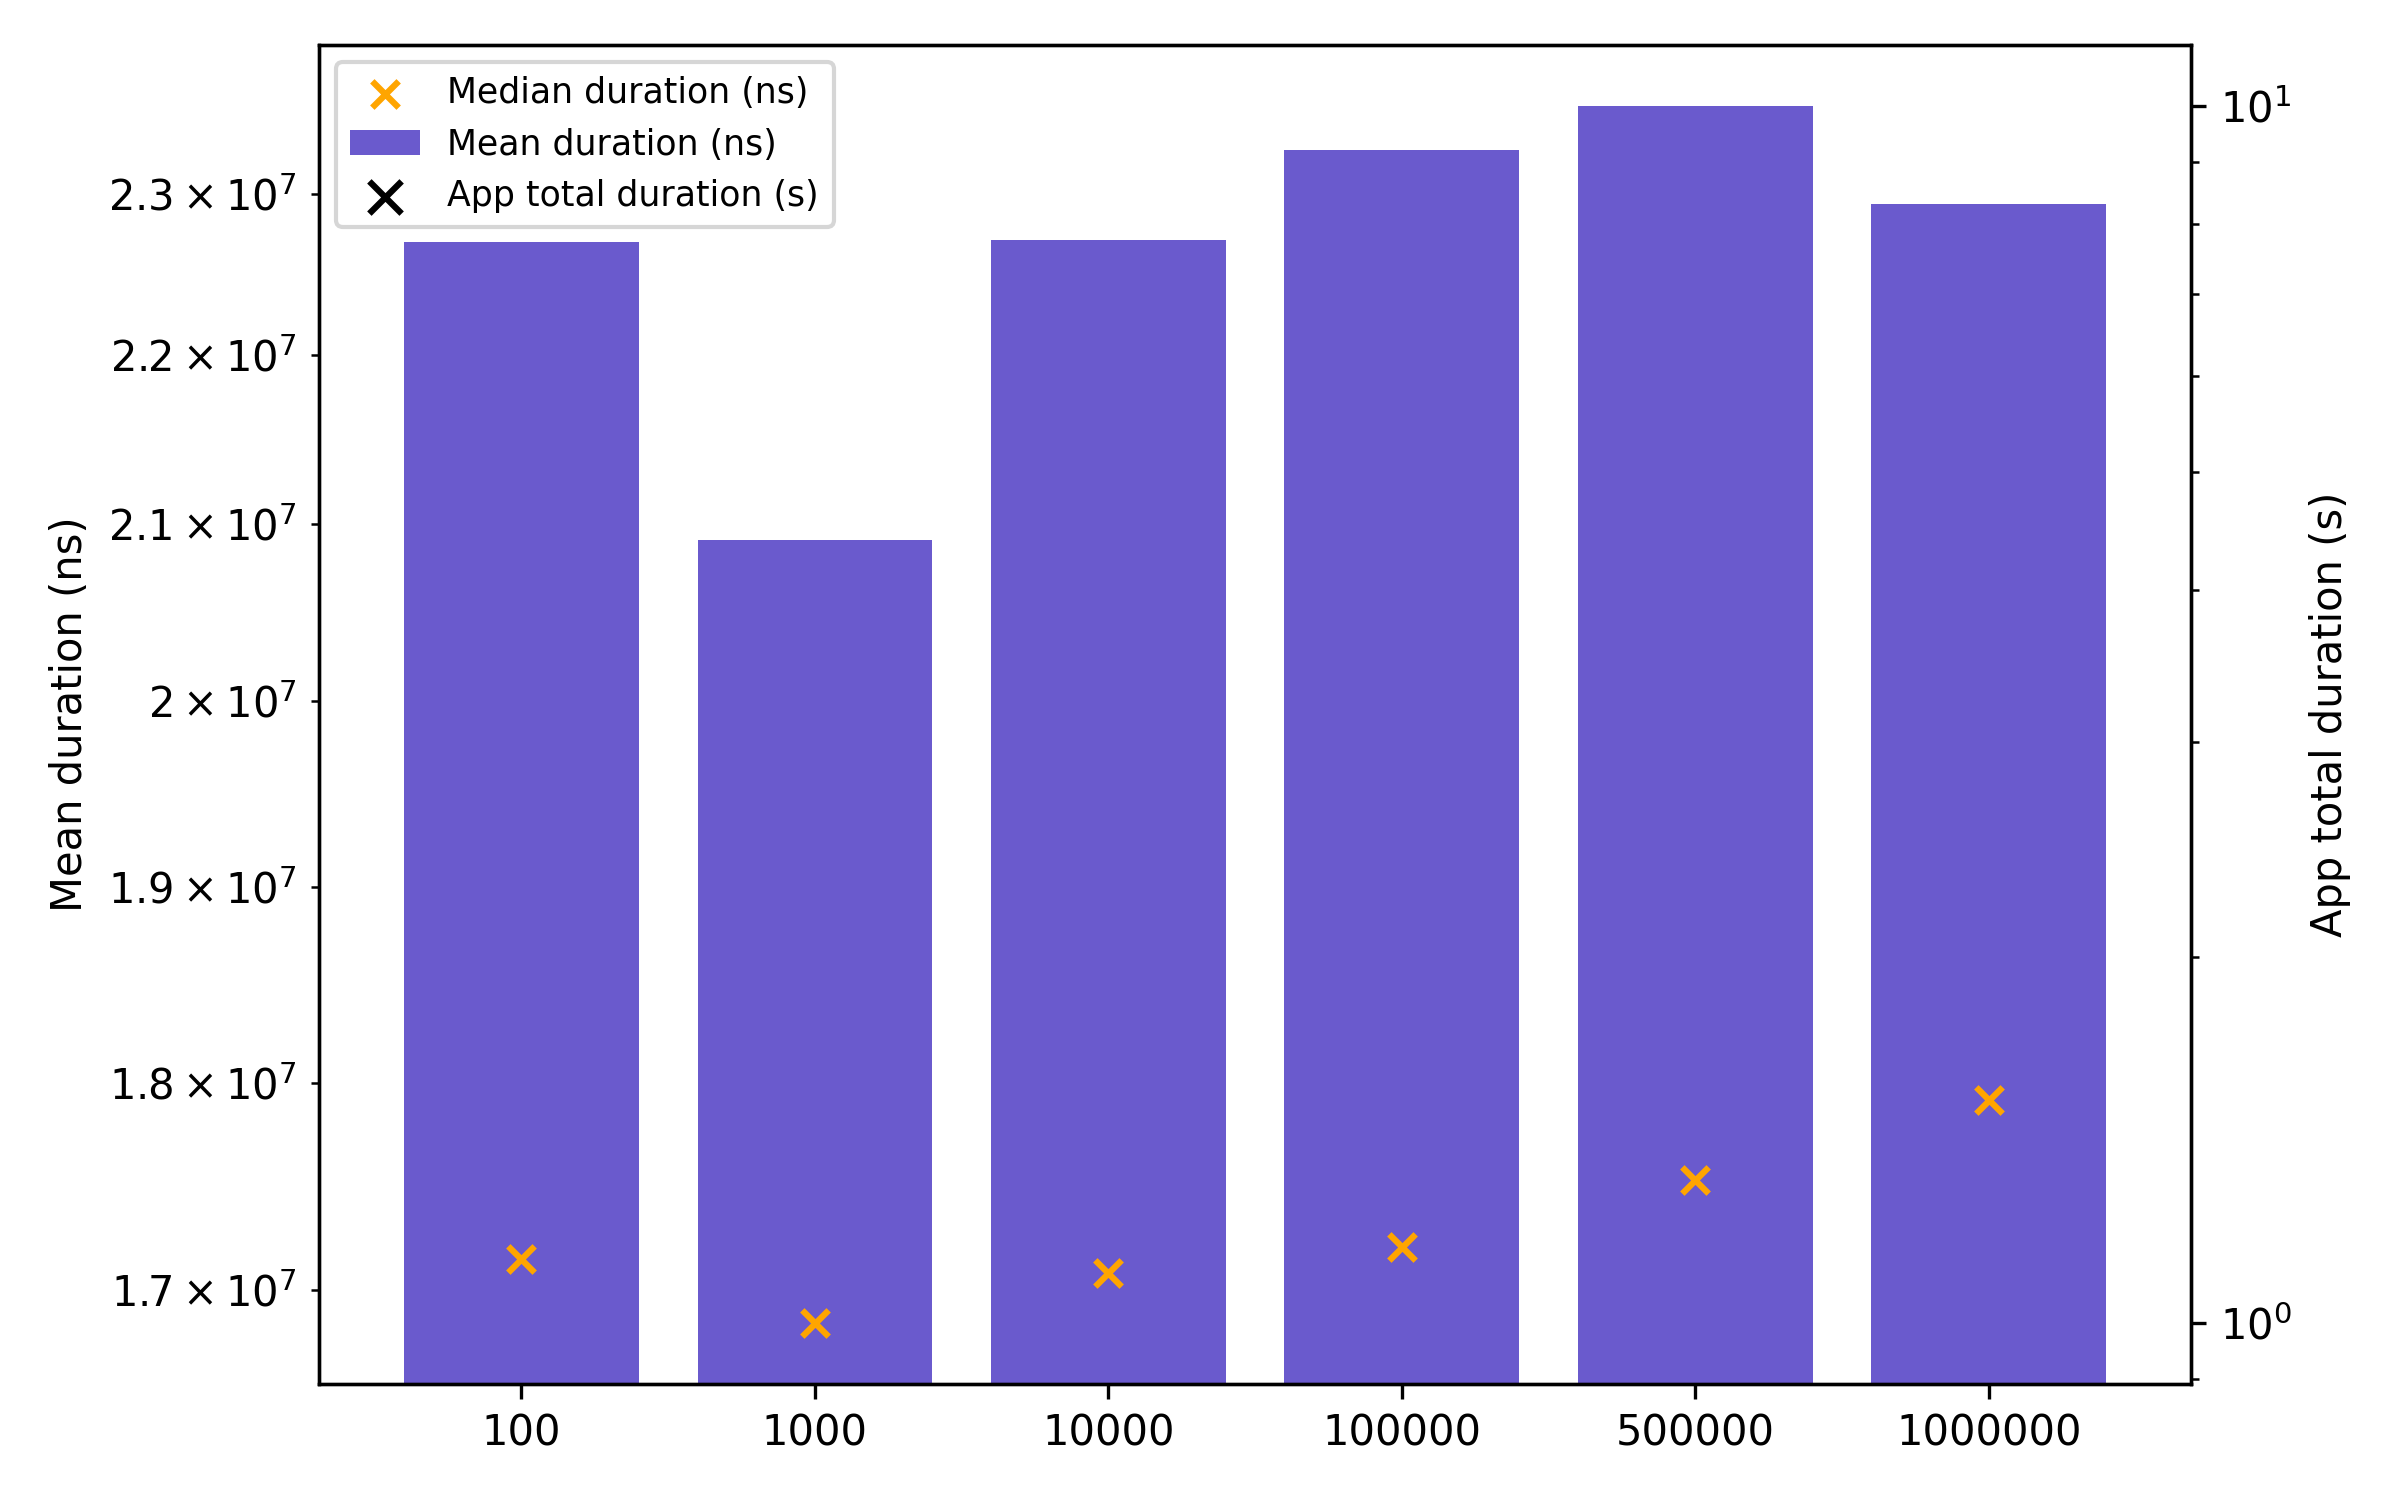 Median duration (ns)
Mean duration (ns)
App total duration (s)
2.3 × 10⁷
2.2 × 10⁷
2.1 × 10⁷
2 × 10⁷
1.9 × 10⁷
1.8 × 10⁷
1.7 × 10⁷
Mean duration (ns)
10¹
10⁰
App total duration (s)
100 1000 10000 100000 500000 1000000